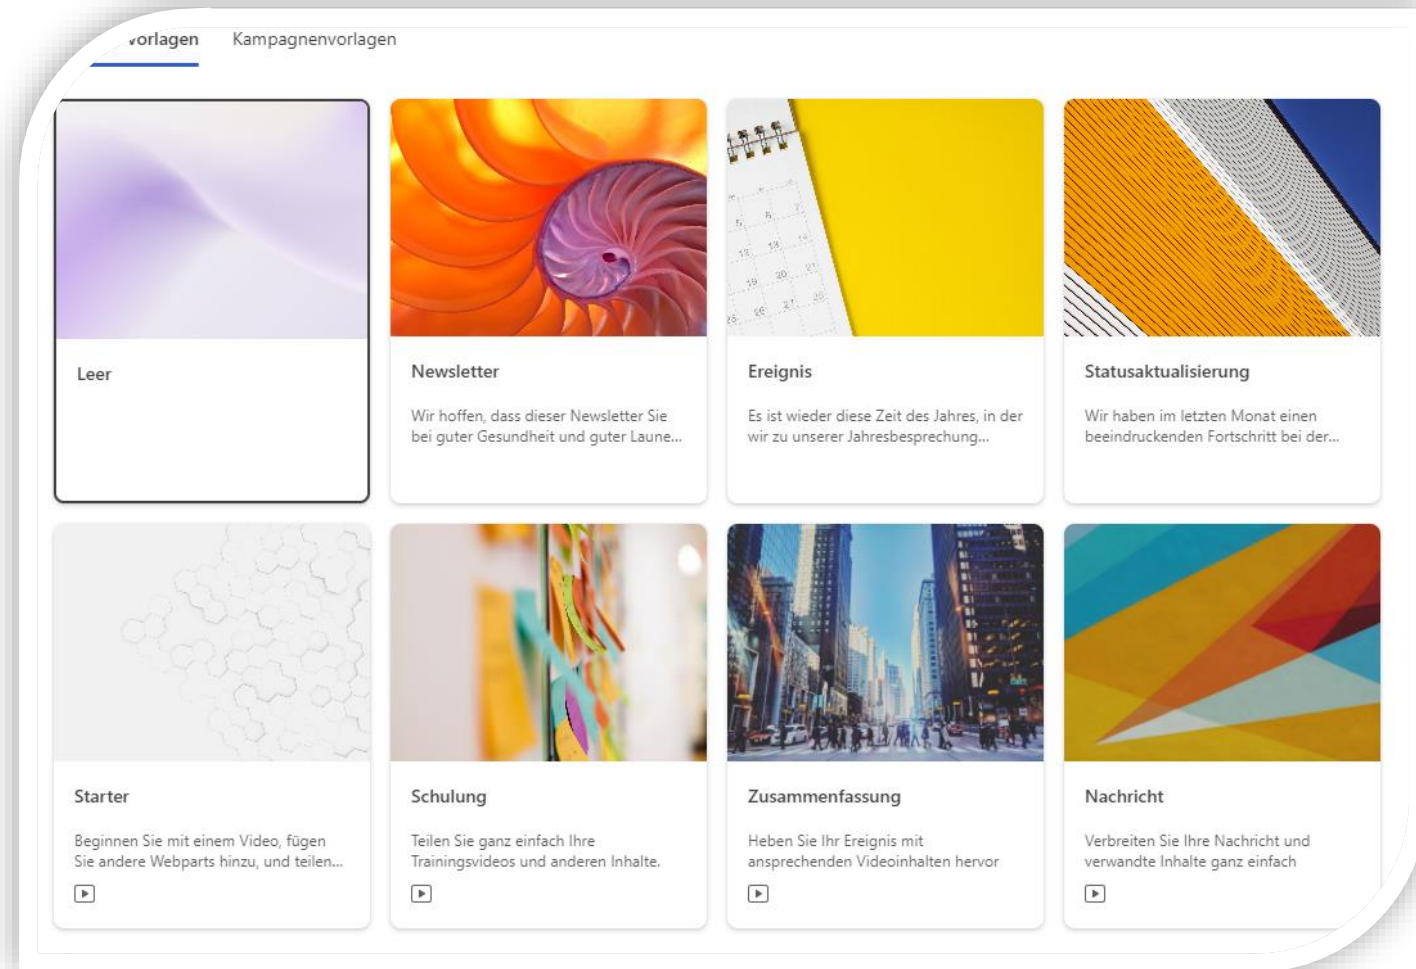 vorlagen Kampagnenvorlagen
Leer
Newsletter
Wir hoffen, dass dieser Newsletter Sie
bei guter Gesundheit und guter Laune...
Ereignis
Es ist wieder diese Zeit des Jahres, in der
wir zu unserer Jahresbesprechung...
Statusaktualisierung
Wir haben im letzten Monat einen
beeindruckenden Fortschritt bei der...
Starter
Beginnen Sie mit einem Video, fügen
Sie andere Webparts hinzu, und teilen...
Schulung
Teilen Sie ganz einfach Ihre
Trainingsvideos und anderen Inhalte.
Zusammenfassung
Heben Sie Ihr Ereignis mit
ansprechenden Videoinhalten hervor
Nachricht
Verbreiten Sie Ihre Nachricht und
verwandte Inhalte ganz einfach